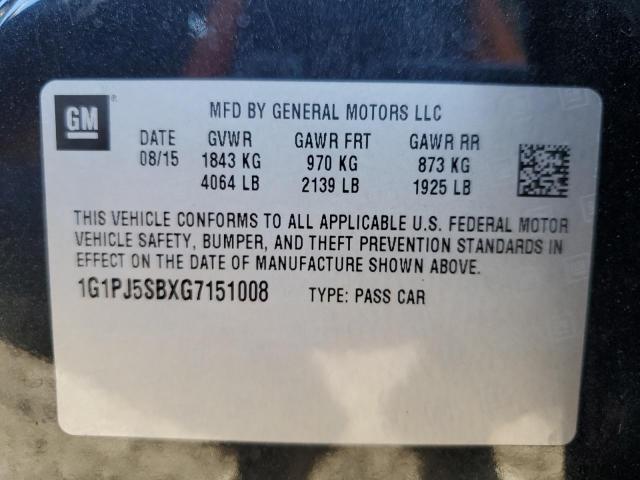 GM®
MFD BY GENERAL MOTORS LLC
DATE GVWR GAWR FRT GAWR RR
08/15 1843 KG 970 KG 873 KG
4064 LB 2139 LB 1925 LB
THIS VEHICLE CONFORMS TO ALL APPLICABLE U.S. FEDERAL MOTOR
VEHICLE SAFETY, BUMPER, AND THEFT PREVENTION STANDARDS IN
EFFECT ON THE DATE OF MANUFACTURE SHOWN ABOVE.
1G1PJ5SBXG7151008 TYPE: PASS CAR